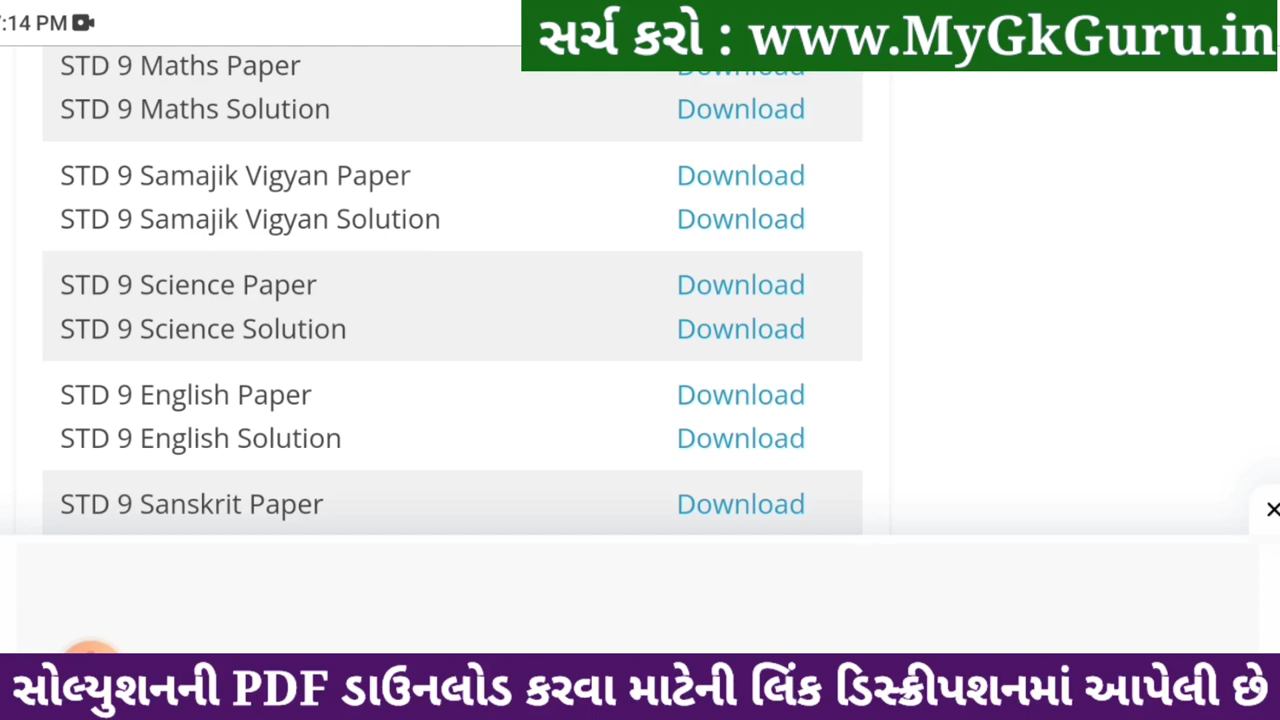 :14 PM
સર્ચ કરો : www.MyGkGuru.in
STD 9 Maths Paper Download
STD 9 Maths Solution Download
STD 9 Samajik Vigyan Paper Download
STD 9 Samajik Vigyan Solution Download
STD 9 Science Paper Download
STD 9 Science Solution Download
STD 9 English Paper Download
STD 9 English Solution Download
STD 9 Sanskrit Paper Download
સોલ્યુશનની PDF ડાઉનલોડ કરવા માટેની લિંક ડિસ્ક્રીપશનમાં આપેલી છે